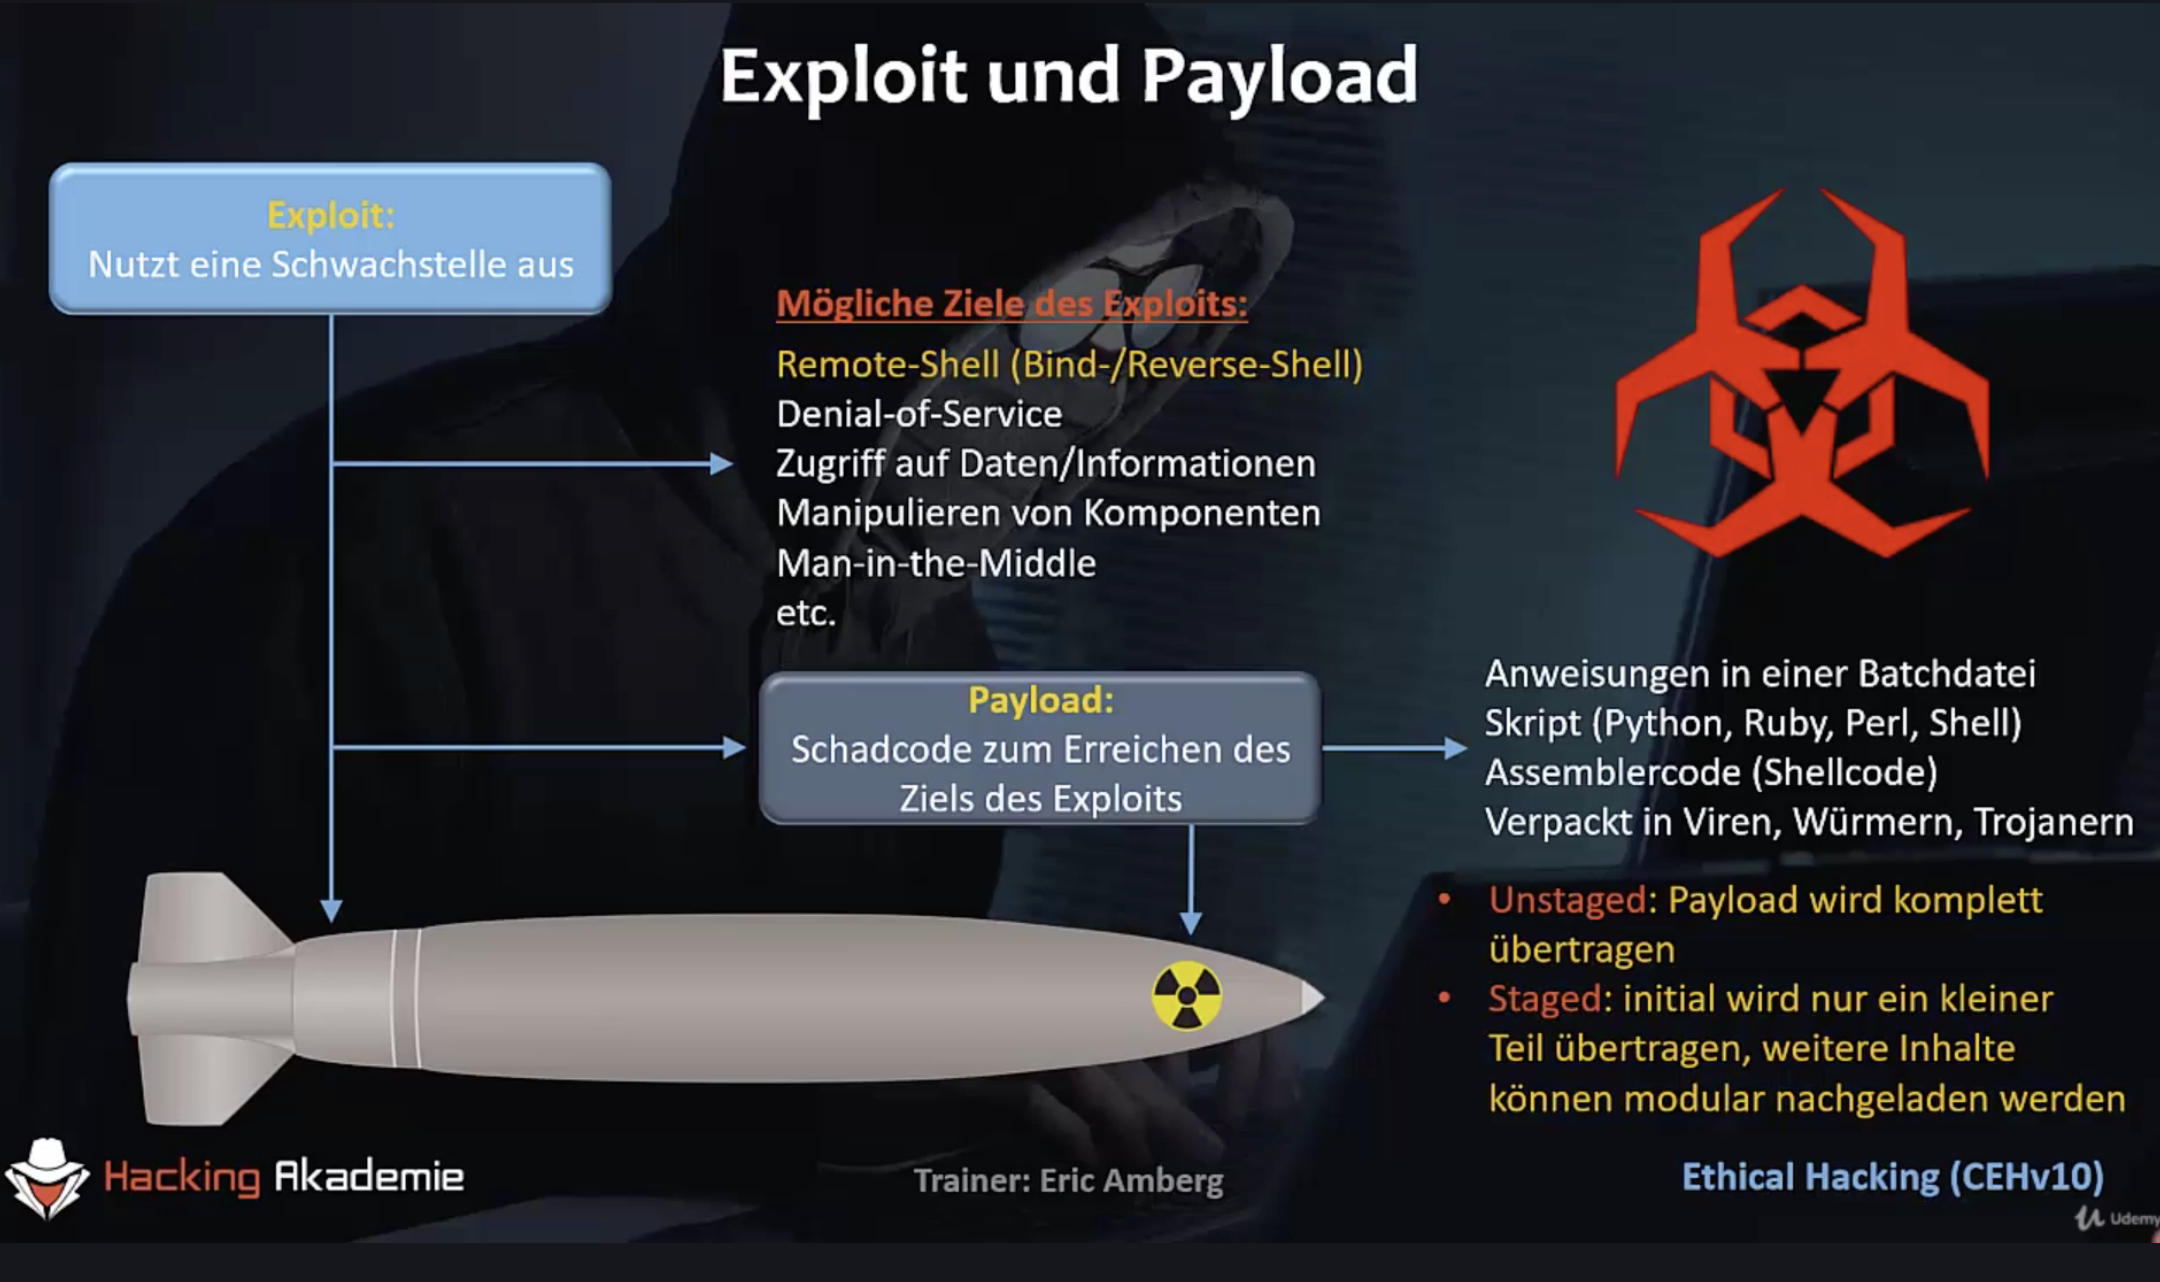 Exploit und Payload
Exploit:
Nutzt eine Schwachstelle aus
Mögliche Ziele des Exploits:
Remote-Shell (Bind-/Reverse-Shell)
Denial-of-Service
Zugriff auf Daten/Informationen
Manipulieren von Komponenten
Man-in-the-Middle
etc.
Payload:
Schadcode zum Erreichen des
Ziels des Exploits
Anweisungen in einer Batchdatei
Skript (Python, Ruby, Perl, Shell)
Assemblercode (Shellcode)
Verpackt in Viren, Würmern, Trojanern
• Unstaged: Payload wird komplett
übertragen
• Staged: initial wird nur ein kleiner
Teil übertragen, weitere Inhalte
können modular nachgeladen werden
Hacking Akademie
Trainer: Eric Amberg
Ethical Hacking (CEHv10)
Udemy